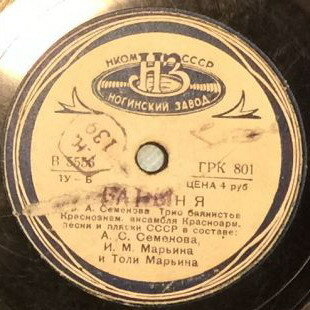 НКОМ СССР
НЗ
НОГИНСКИЙ ЗАВОД
139
В 5556
ГРК 801
ТУ-Б
ЦЕНА 4 руб
БАРЫНЯ
А. Семенова Трио баянистов
Краснознам. ансамбля Красноарм.
песни и пляски СССР в составе:
А. С. Семенова,
И. М. Марьина
и Толи Марьина